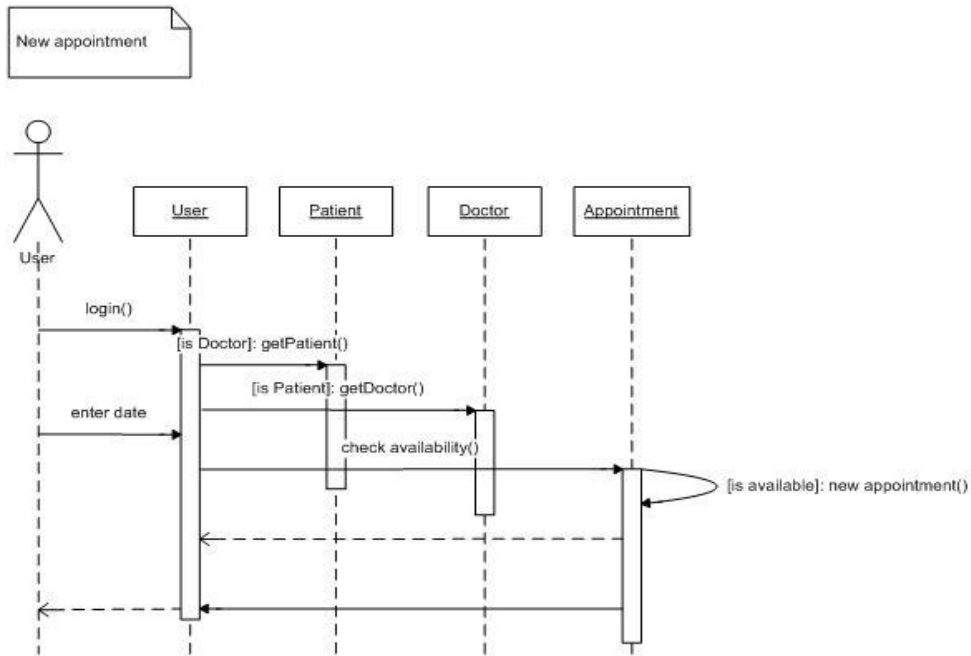 New appointment
User
Patient
Doctor
Appointment
User
login()
[is Doctor]: getPatient()
[is Patient]: getDoctor()
enter date
check availability()
[is available]: new appointment()